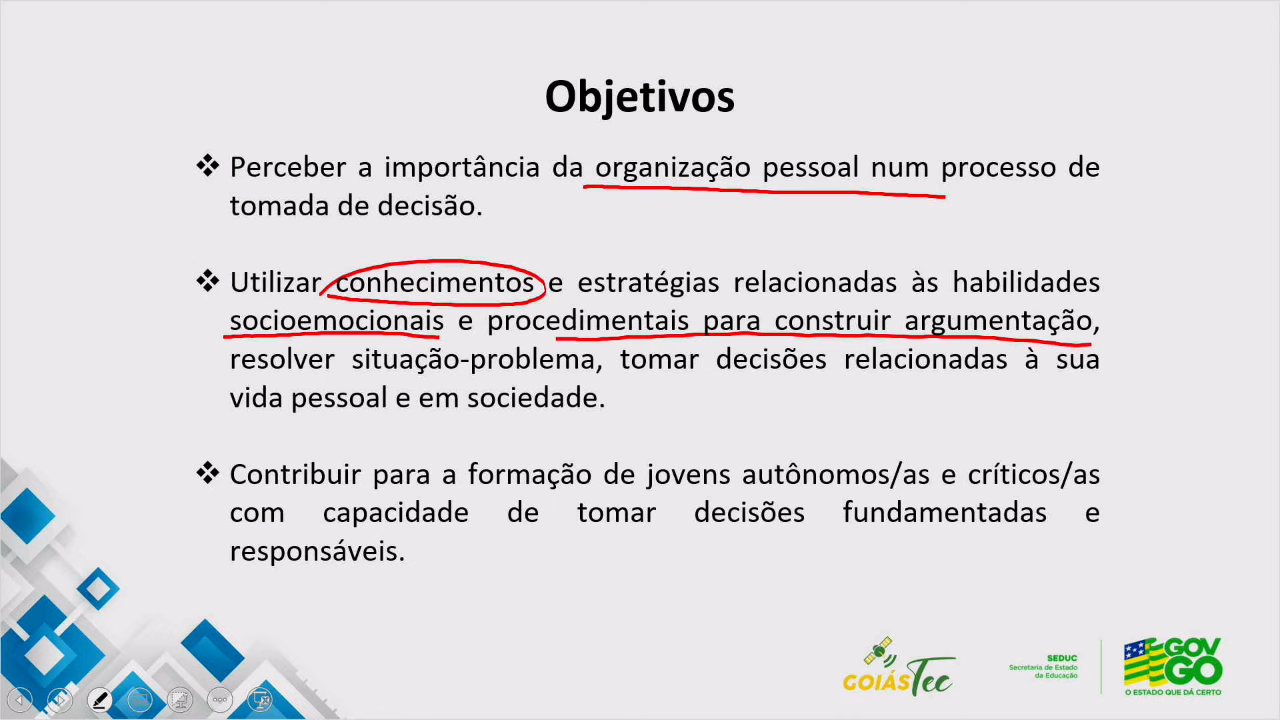 Objetivos
❖ Perceber a importância da organização pessoal num processo de
tomada de decisão.
❖ Utilizar conhecimentos e estratégias relacionadas às habilidades
socioemocionais e procedimentais para construir argumentação,
resolver situação-problema, tomar decisões relacionadas à sua
vida pessoal e em sociedade.
❖ Contribuir para a formação de jovens autônomos/as e críticos/as
com capacidade de tomar decisões fundamentadas e
responsáveis.
GOIÁSTec
SEDUC
Secretaria de Estado
da Educação
GOV
GO
O ESTADO QUE DÁ CERTO